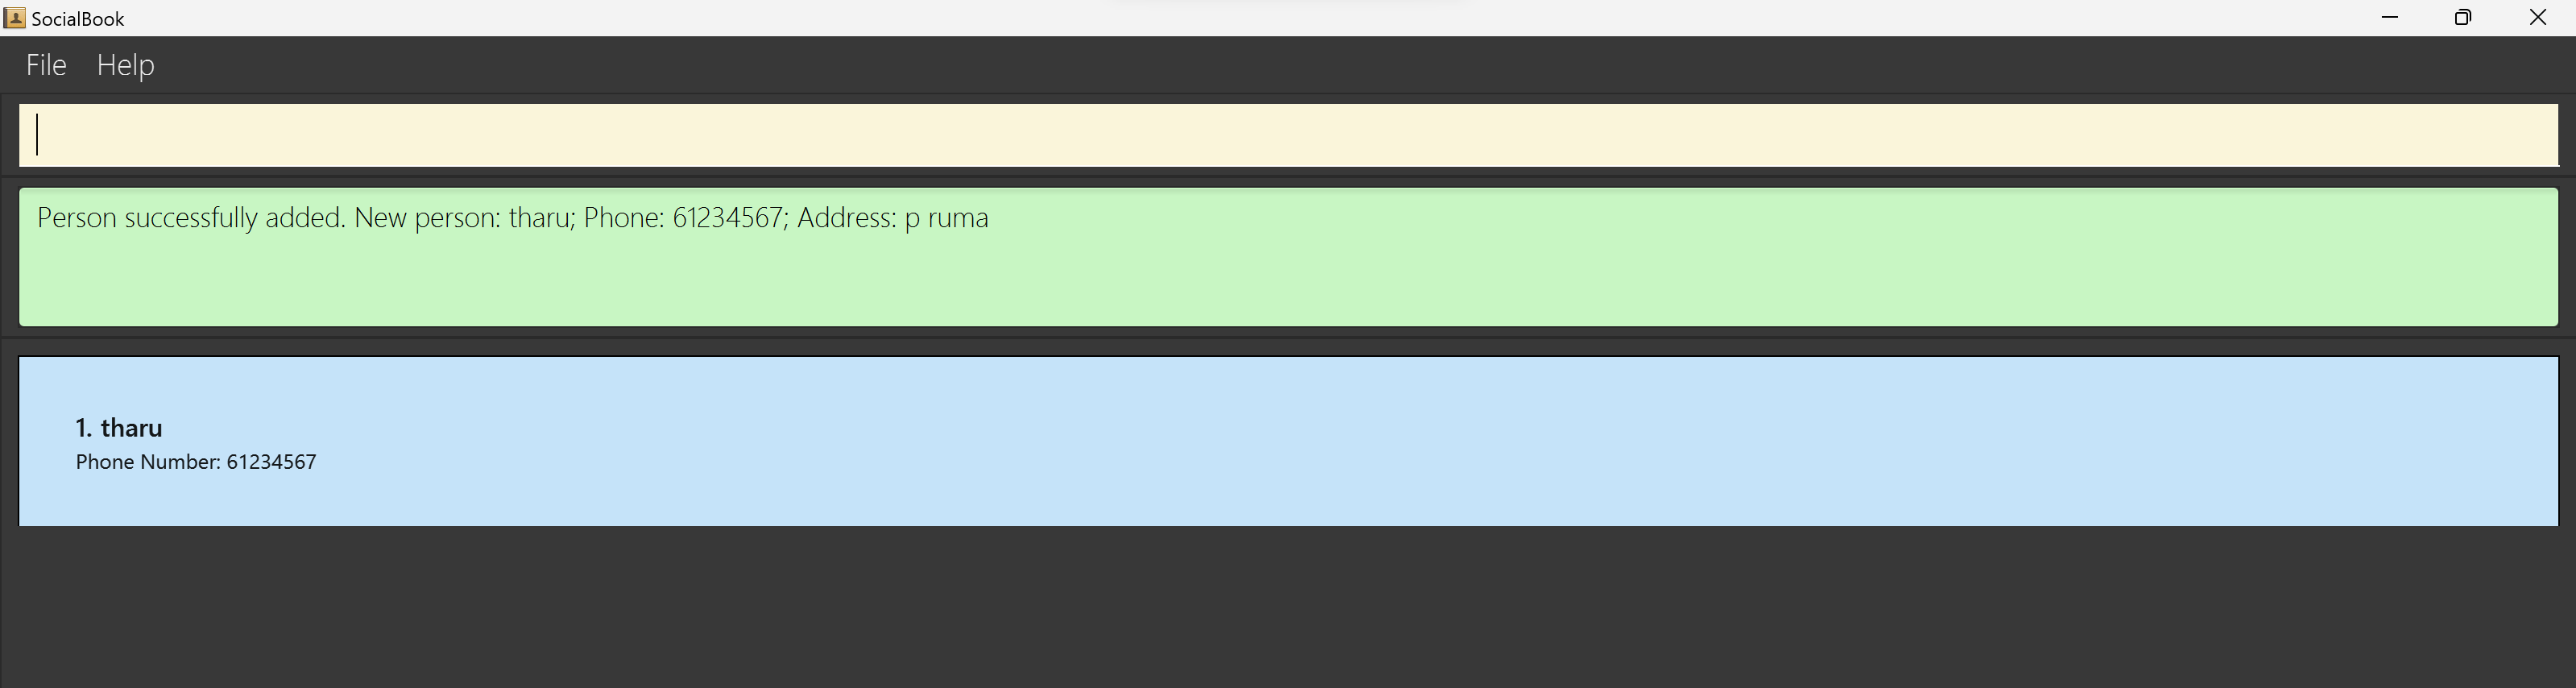 SocialBook
File Help
Person successfully added. New person: tharu; Phone: 61234567; Address: p ruma
1. tharu
Phone Number: 61234567